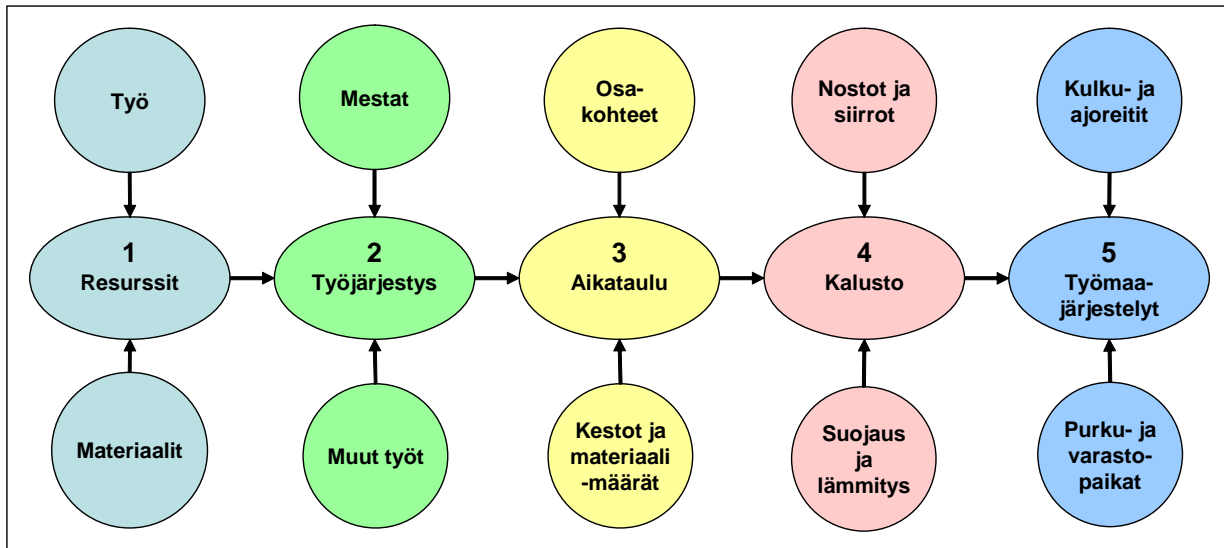 Työ
Mestat
Osa-
kohteet
Nostot ja
siirrot
Kulku- ja
ajoreitit
1
Resurssit
2
Työjärjestys
3
Aikataulu
4
Kalusto
5
Työmaa-
järjestelyt
Materiaalit
Muut työt
Kestot ja
materiaali
-määrät
Suojaus
ja
lämmitys
Purku- ja
varasto-
paikat